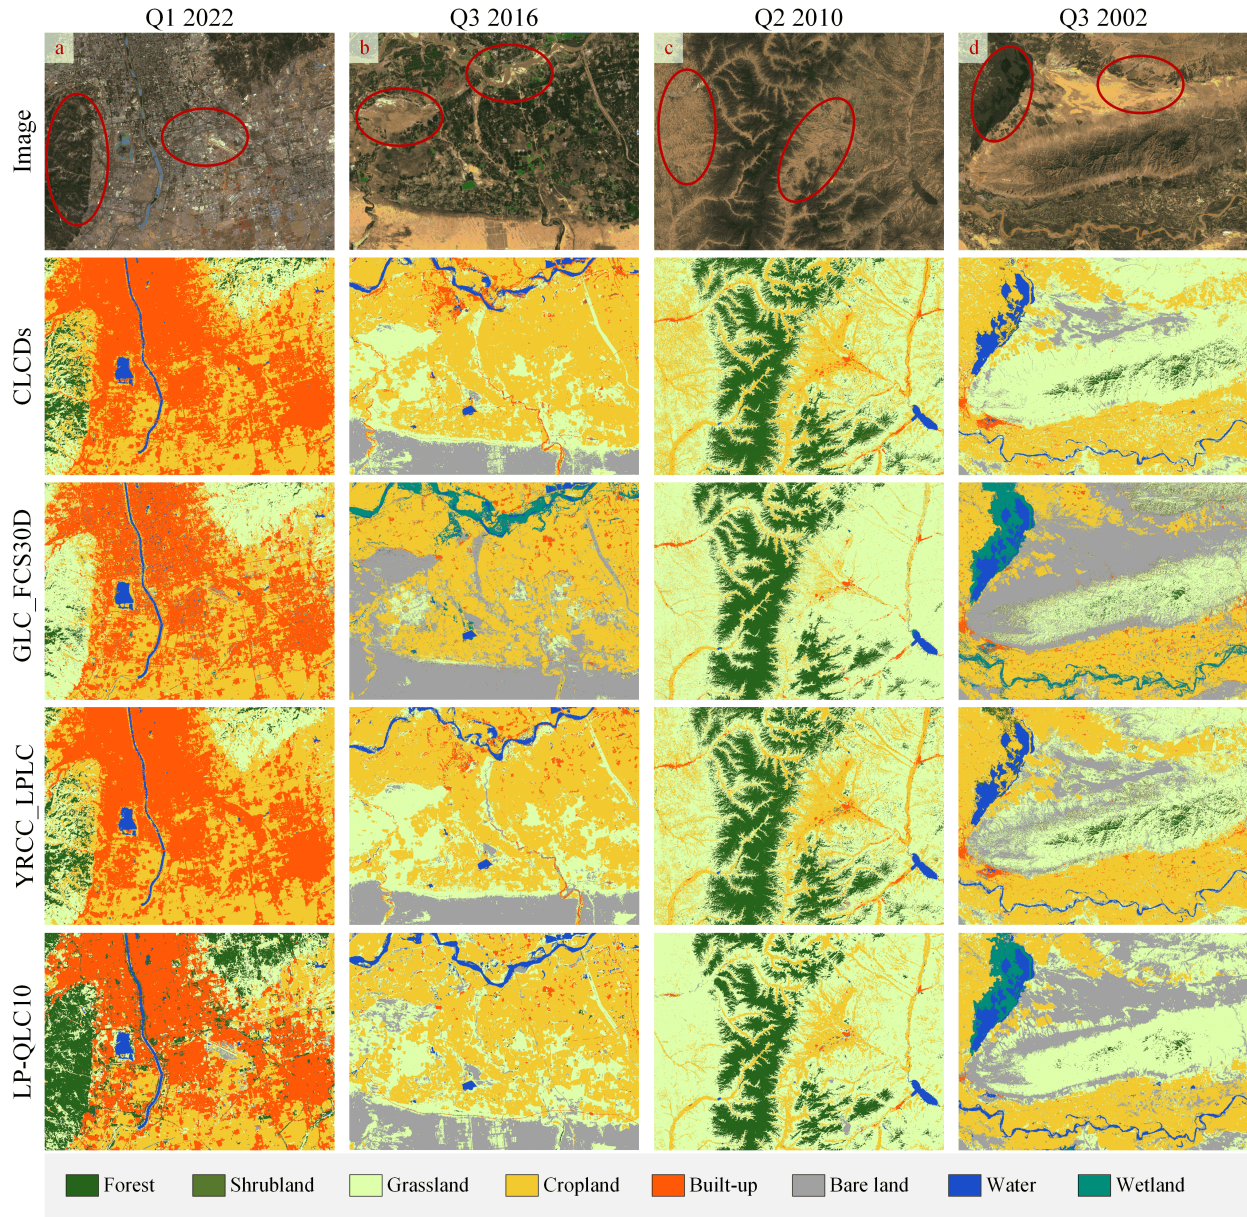 Q1 2022 Q3 2016 Q2 2010 Q3 2002
a b c d
Image
CLCDs
GLC_FCS30D
YRCC_LPLC
LP-QLC10
Forest Shrubland Grassland Cropland Built-up Bare land Water Wetland